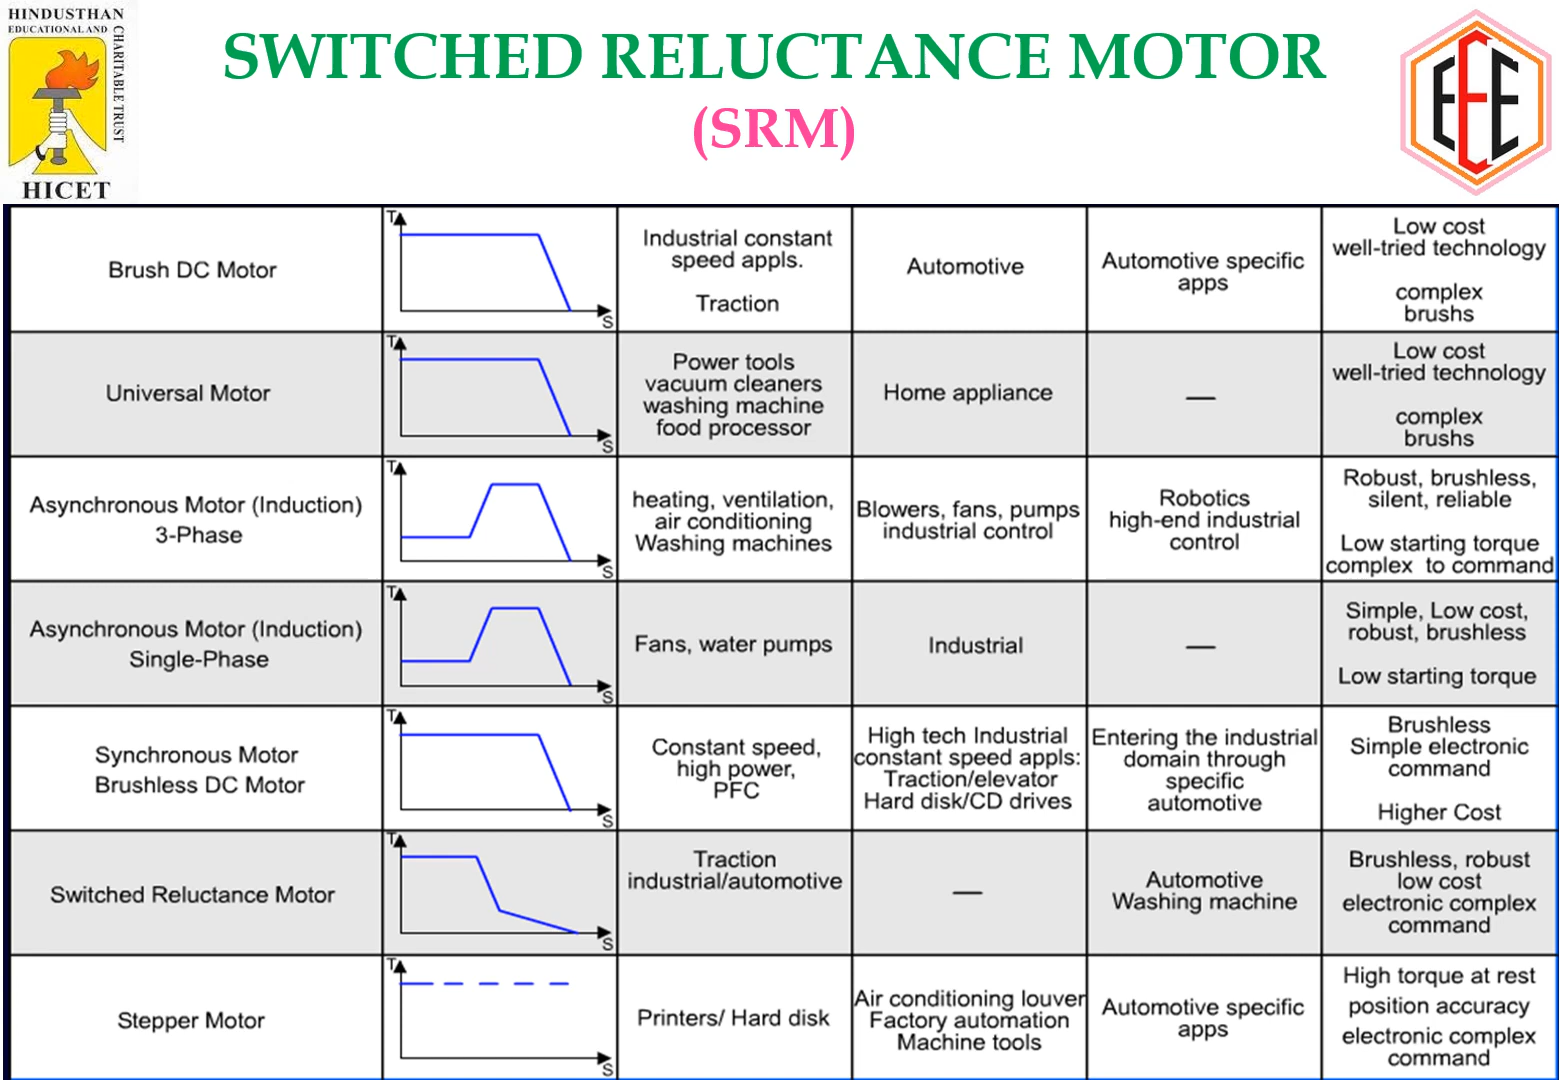 HINDUSTHAN
EDUCATIONAL AND
CHARITABLE TRUST
HICET
SWITCHED RELUCTANCE MOTOR
(SRM)
EEE
Brush DC Motor
T
S
Industrial constant
speed appls.
Traction
Automotive
Automotive specific
apps
Low cost
well-tried technology
complex
brushs
Universal Motor
T
S
Power tools
vacuum cleaners
washing machine
food processor
Home appliance
—
Low cost
well-tried technology
complex
brushs
Asynchronous Motor (Induction)
3-Phase
T
S
heating, ventilation,
air conditioning
Washing machines
Blowers, fans, pumps
industrial control
Robotics
high-end industrial
control
Robust, brushless,
silent, reliable
Low starting torque
complex to command
Asynchronous Motor (Induction)
Single-Phase
T
S
Fans, water pumps
Industrial
—
Simple, Low cost,
robust, brushless
Low starting torque
Synchronous Motor
Brushless DC Motor
T
S
Constant speed,
high power,
PFC
High tech Industrial
constant speed appls:
Traction/elevator
Hard disk/CD drives
Entering the industrial
domain through
specific
automotive
Brushless
Simple electronic
command
Higher Cost
Switched Reluctance Motor
T
S
Traction
industrial/automotive
—
Automotive
Washing machine
Brushless, robust
low cost
electronic complex
command
Stepper Motor
T
S
Printers/ Hard disk
Air conditioning louver
Factory automation
Machine tools
Automotive specific
apps
High torque at rest
position accuracy
electronic complex
command